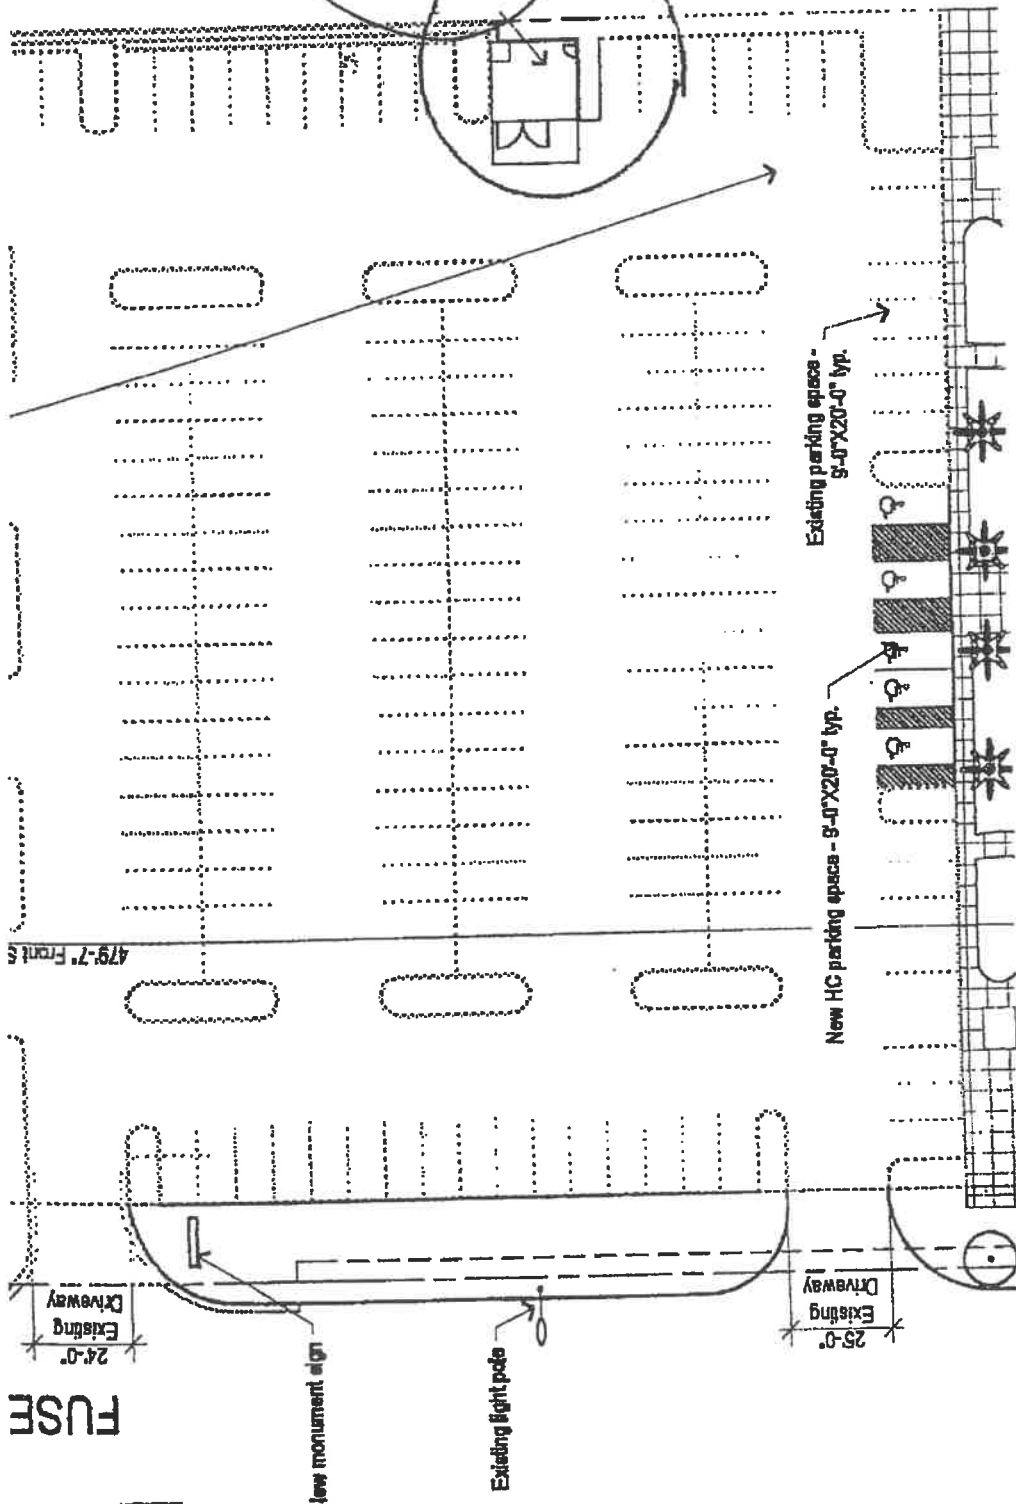 Existing parking space -
9'-0"X20'-0" typ.
New HC parking space - 9'-0"X20'-0" typ.
479'-7" Front
24'-0"
Existing
Driveway
25'-0"
Existing
Driveway
monument sign
Existing light pole
FUSE